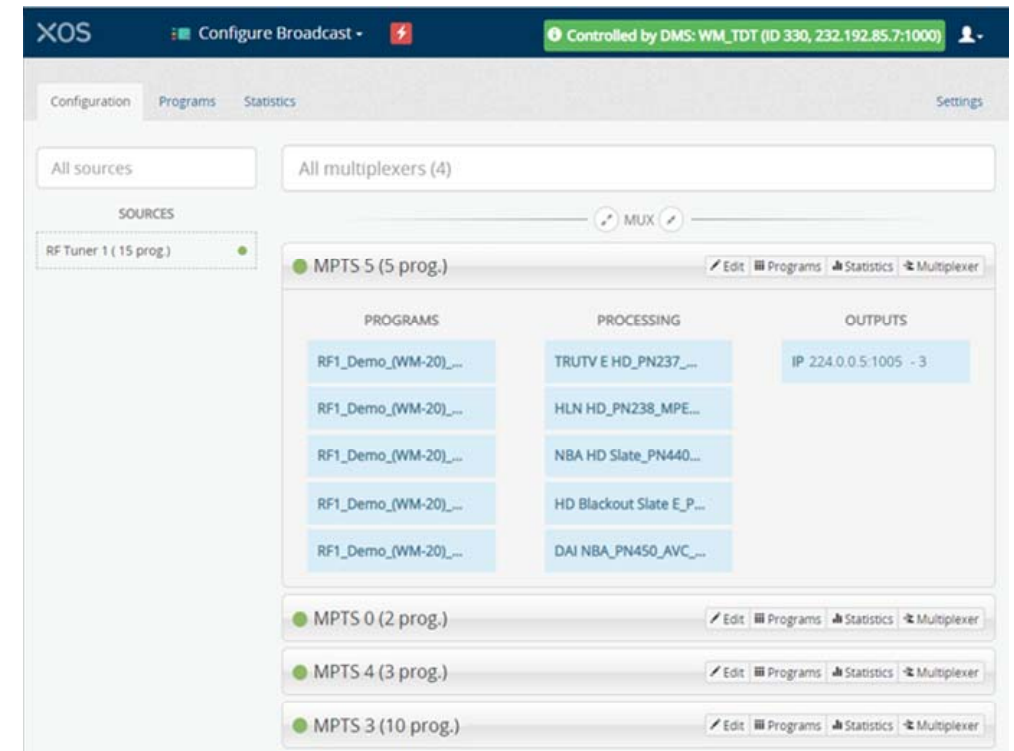 XOS Configure Broadcast Controlled by DMS: WM_TDT (ID 330, 232.192.85.7:1000)
Configuration Programs Statistics Settings
All sources All multiplexers (4)
SOURCES MUX
RF Tuner 1 ( 15 prog.)
MPTS 5 (5 prog.) Edit Programs Statistics Multiplexer
PROGRAMS PROCESSING OUTPUTS
RF1_Demo_(WM-20)_... TRUTV E HD_PN237_... IP 224.0.0.5:1005 - 3
RF1_Demo_(WM-20)_... HLN HD_PN238_MPE...
RF1_Demo_(WM-20)_... NBA HD Slate_PN440...
RF1_Demo_(WM-20)_... HD Blackout Slate E_P...
RF1_Demo_(WM-20)_... DAI NBA_PN450_AVC_...
MPTS 0 (2 prog.) Edit Programs Statistics Multiplexer
MPTS 4 (3 prog.) Edit Programs Statistics Multiplexer
MPTS 3 (10 prog.) Edit Programs Statistics Multiplexer